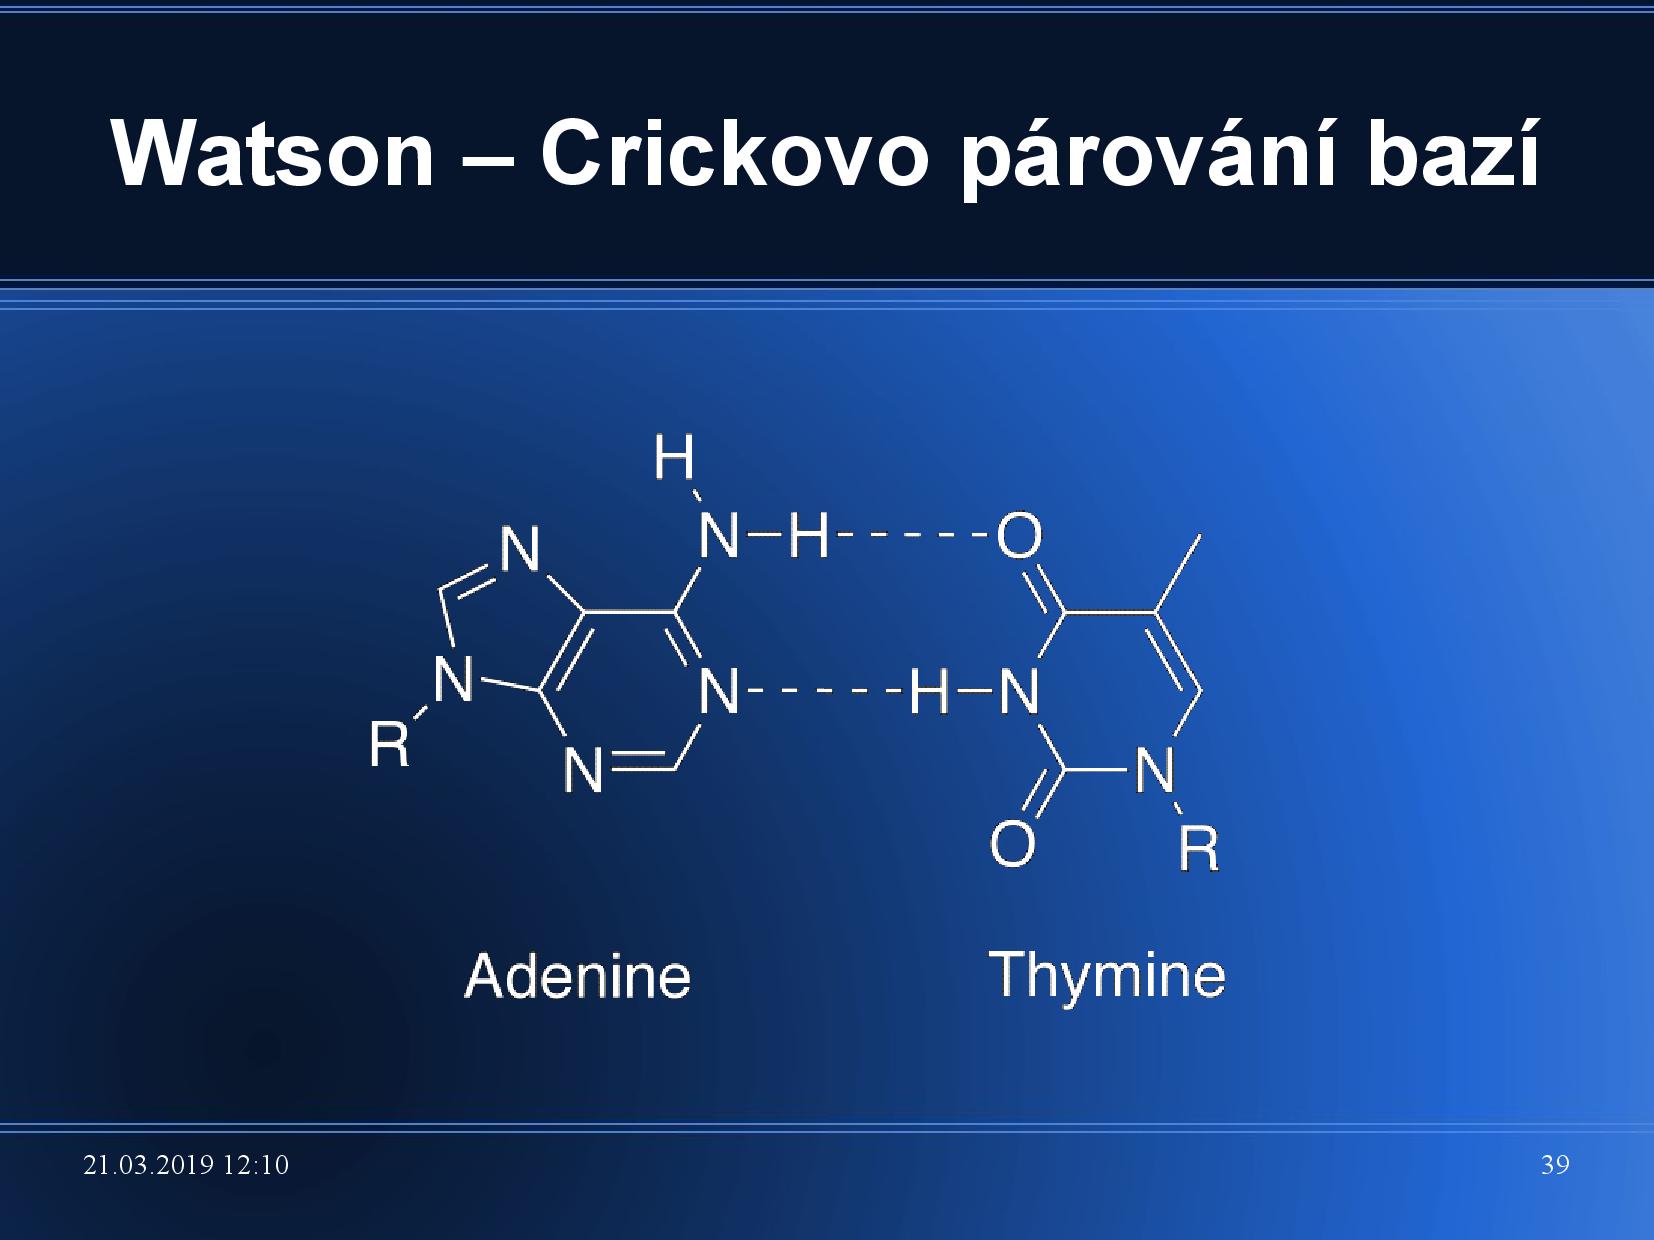 Watson – Crickovo párování bazí
H
N H O
N
N N H N
R
N N
O R
Adenine Thymine
21.03.2019 12:10 39